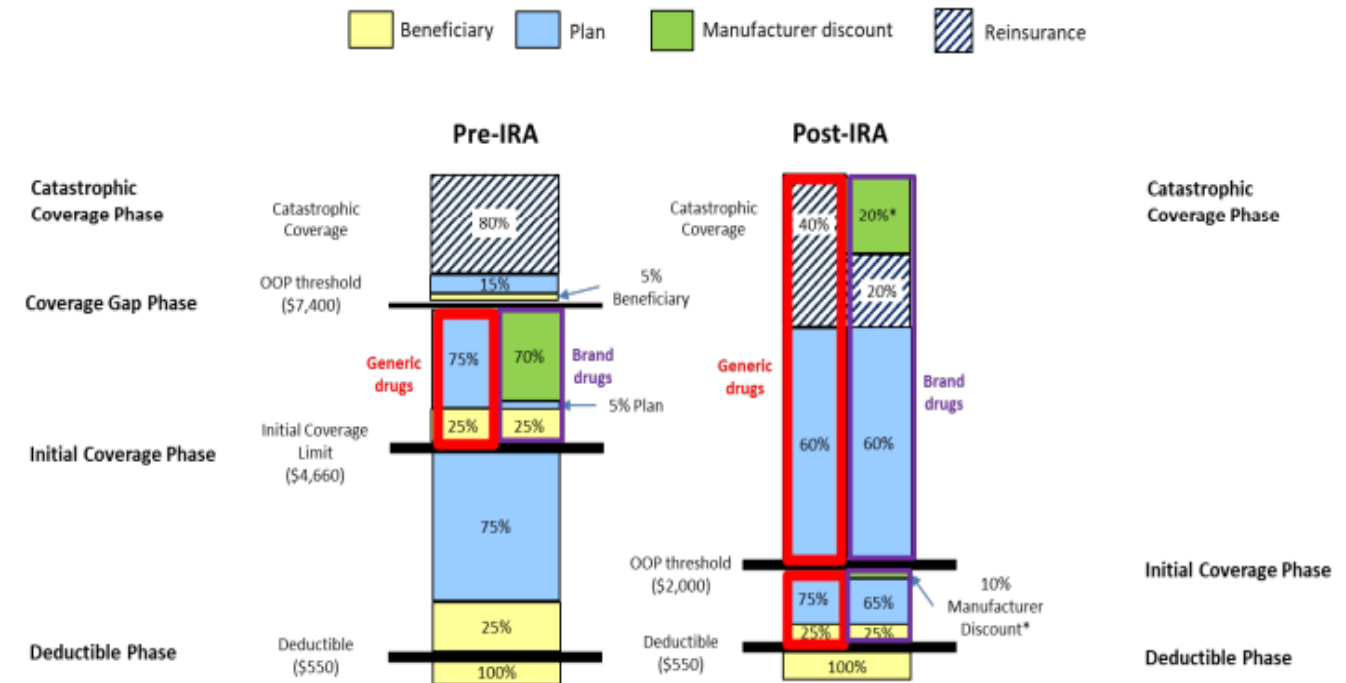 Beneficiary
Plan
Manufacturer discount
Reinsurance
Pre-IRA
Post-IRA
Catastrophic
Coverage Phase
Catastrophic
Coverage
80%
OOP threshold
($7,400)
15%
5%
Beneficiary
Coverage Gap Phase
Generic
drugs
75%
70%
Brand
drugs
5% Plan
25%
25%
Initial Coverage
Limit
($4,660)
Initial Coverage Phase
75%
25%
Deductible Phase
Deductible
($550)
100%
Catastrophic
Coverage
40%
20%*
20%
Generic
drugs
Brand
drugs
60%
60%
OOP threshold
($2,000)
75%
65%
10%
Manufacturer
Discount*
25%
25%
Deductible
($550)
100%
Catastrophic
Coverage Phase
Initial Coverage Phase
Deductible Phase